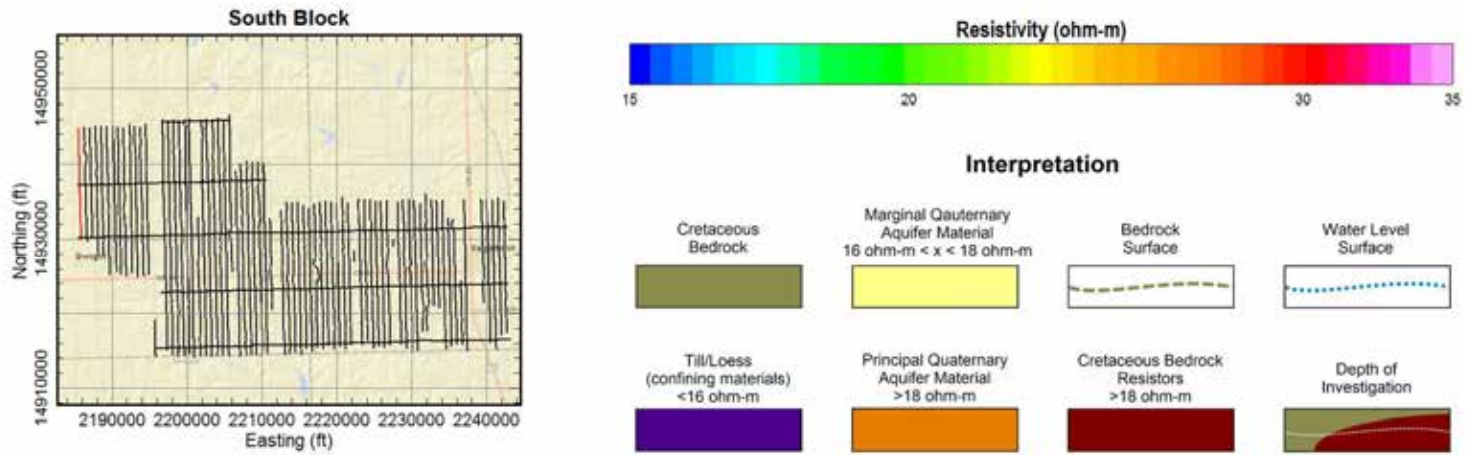 South Block
Resistivity (ohm-m)
15 20 30 35
Northing (ft)
14950000
14930000
14910000
2190000 2200000 2210000 2220000 2230000 2240000
Easting (ft)
Interpretation
Cretaceous
Bedrock
Marginal Qauternary
Aquifer Material
16 ohm-m < x < 18 ohm-m
Bedrock
Surface
Water Level
Surface
Till/Loess
(confining materials)
<16 ohm-m
Principal Quaternary
Aquifer Material
>18 ohm-m
Cretaceous Bedrock
Resistors
>18 ohm-m
Depth of
Investigation